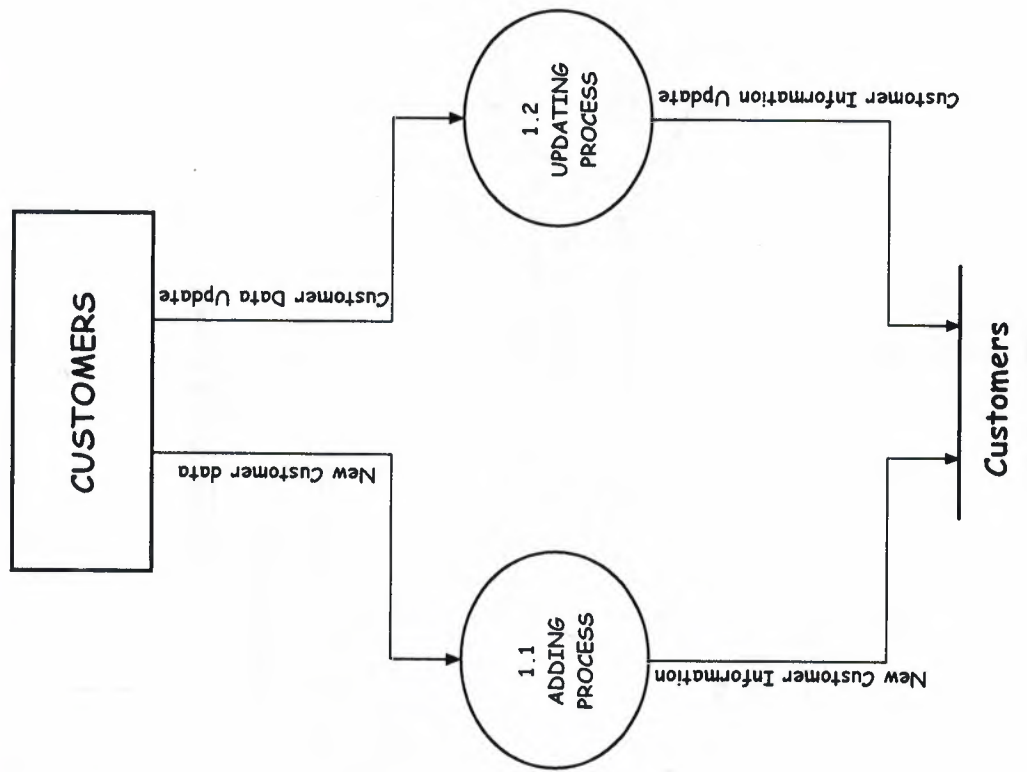 CUSTOMERS
New Customer data
Customer Data Update
1.1
ADDING
PROCESS
1.2
UPDATING
PROCESS
New Customer Information
Customer Information Update
Customers